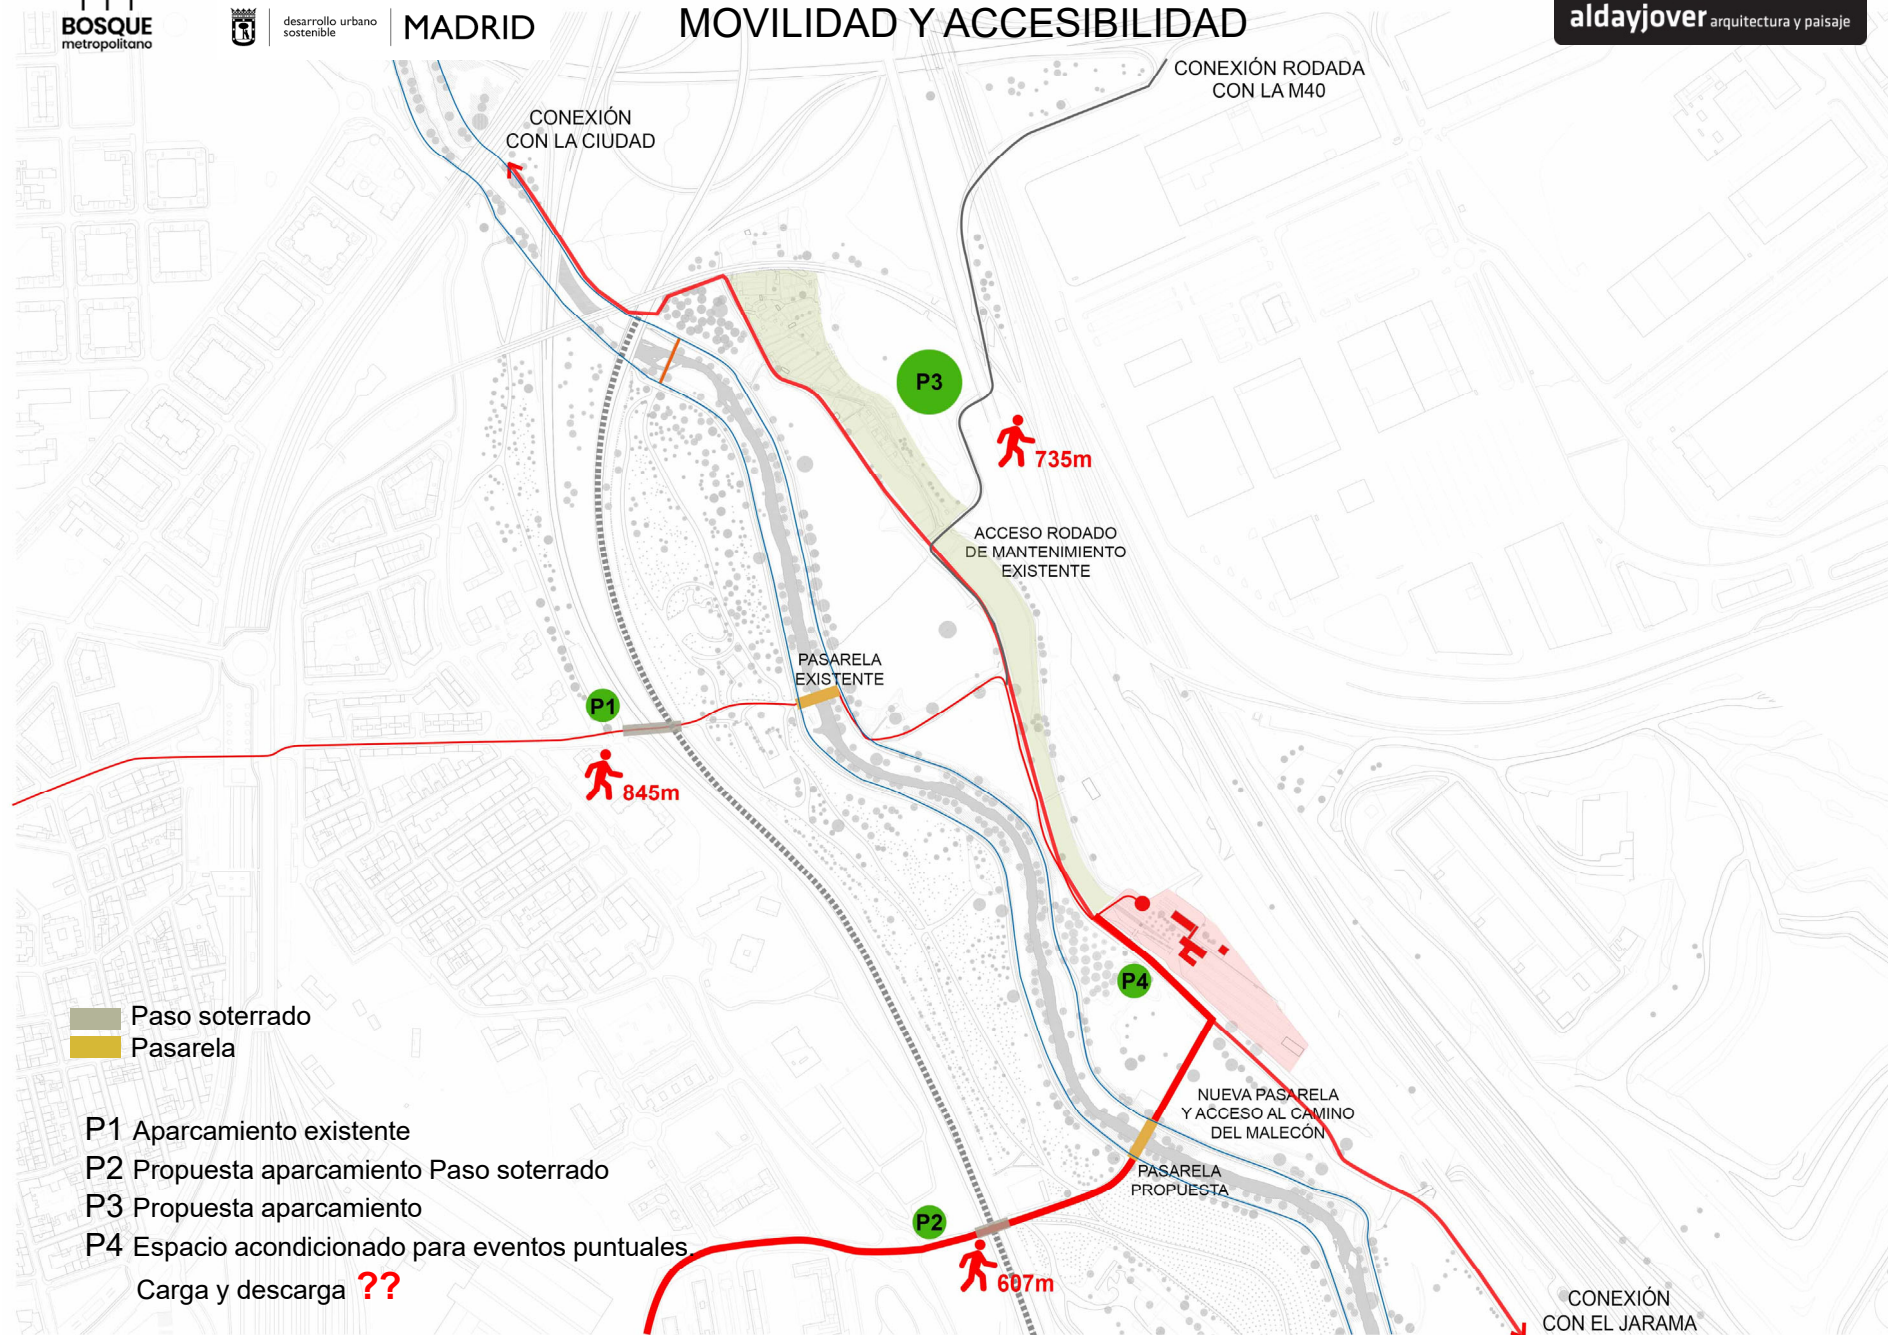 BOSQUE
metropolitano
desarrollo urbano
sostenible
MADRID
MOVILIDAD Y ACCESIBILIDAD
aldayjover arquitectura y paisaje
CONEXIÓN RODADA
CON LA M40
CONEXIÓN
CON LA CIUDAD
P3
735m
ACCESO RODADO
DE MANTENIMIENTO
EXISTENTE
PASARELA
EXISTENTE
P1
845m
P4
Paso soterrado
Pasarela
NUEVA PASARELA
Y ACCESO AL CAMINO
DEL MALECÓN
PASARELA
PROPUESTA
P2
607m
P1 Aparcamiento existente
P2 Propuesta aparcamiento Paso soterrado
P3 Propuesta aparcamiento
P4 Espacio acondicionado para eventos puntuales.
Carga y descarga ??
CONEXIÓN
CON EL JARAMA